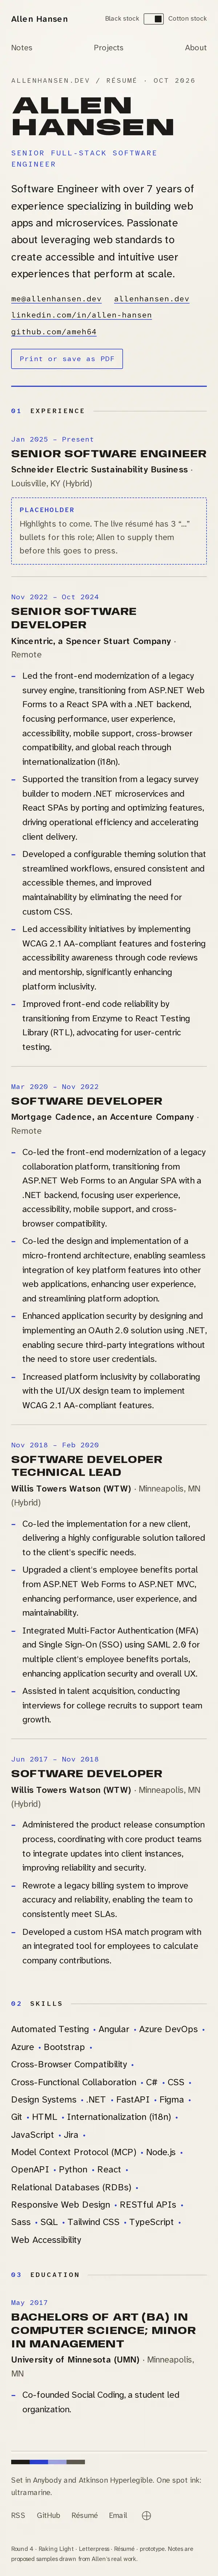 Allen Hansen
Black stock Cotton stock
Notes Projects About
ALLENHANSEN.DEV / RÉSUMÉ · OCT 2026
ALLEN
HANSEN
SENIOR FULL-STACK SOFTWARE
ENGINEER
Software Engineer with over 7 years of
experience specializing in building web
apps and microservices. Passionate
about leveraging web standards to
create accessible and intuitive user
experiences that perform at scale.
me@allenhansen.dev allenhansen.dev
linkedin.com/in/allen-hansen
github.com/ameh64
Print or save as PDF
01 EXPERIENCE
Jan 2025 – Present
SENIOR SOFTWARE ENGINEER
Schneider Electric Sustainability Business ·
Louisville, KY (Hybrid)
PLACEHOLDER
Highlights to come. The live résumé has 3 “…”
bullets for this role; Allen to supply them
before this goes to press.
Nov 2022 – Oct 2024
SENIOR SOFTWARE
DEVELOPER
Kincentric, a Spencer Stuart Company ·
Remote
– Led the front-end modernization of a legacy
survey engine, transitioning from ASP.NET Web
Forms to a React SPA with a .NET backend,
focusing performance, user experience,
accessibility, mobile support, cross-browser
compatibility, and global reach through
internationalization (i18n).
– Supported the transition from a legacy survey
builder to modern .NET microservices and
React SPAs by porting and optimizing features,
driving operational efficiency and accelerating
client delivery.
– Developed a configurable theming solution that
streamlined workflows, ensured consistent and
accessible themes, and improved
maintainability by eliminating the need for
custom CSS.
– Led accessibility initiatives by implementing
WCAG 2.1 AA-compliant features and fostering
accessibility awareness through code reviews
and mentorship, significantly enhancing
platform inclusivity.
– Improved front-end code reliability by
transitioning from Enzyme to React Testing
Library (RTL), advocating for user-centric
testing.
Mar 2020 – Nov 2022
SOFTWARE DEVELOPER
Mortgage Cadence, an Accenture Company ·
Remote
– Co-led the front-end modernization of a legacy
collaboration platform, transitioning from
ASP.NET Web Forms to an Angular SPA with a
.NET backend, focusing user experience,
accessibility, mobile support, and cross-
browser compatibility.
– Co-led the design and implementation of a
micro-frontend architecture, enabling seamless
integration of key platform features into other
web applications, enhancing user experience,
and streamlining platform adoption.
– Enhanced application security by designing and
implementing an OAuth 2.0 solution using .NET,
enabling secure third-party integrations without
the need to store user credentials.
– Increased platform inclusivity by collaborating
with the UI/UX design team to implement
WCAG 2.1 AA-compliant features.
Nov 2018 – Feb 2020
SOFTWARE DEVELOPER
TECHNICAL LEAD
Willis Towers Watson (WTW) · Minneapolis, MN
(Hybrid)
– Co-led the implementation for a new client,
delivering a highly configurable solution tailored
to the client's specific needs.
– Upgraded a client's employee benefits portal
from ASP.NET Web Forms to ASP.NET MVC,
enhancing performance, user experience, and
maintainability.
– Integrated Multi-Factor Authentication (MFA)
and Single Sign-On (SSO) using SAML 2.0 for
multiple client's employee benefits portals,
enhancing application security and overall UX.
– Assisted in talent acquisition, conducting
interviews for college recruits to support team
growth.
Jun 2017 – Nov 2018
SOFTWARE DEVELOPER
Willis Towers Watson (WTW) · Minneapolis, MN
(Hybrid)
– Administered the product release consumption
process, coordinating with core product teams
to integrate updates into client instances,
improving reliability and security.
– Rewrote a legacy billing system to improve
accuracy and reliability, enabling the team to
consistently meet SLAs.
– Developed a custom HSA match program with
an integrated tool for employees to calculate
company contributions.
02 SKILLS
Automated Testing • Angular • Azure DevOps •
Azure • Bootstrap •
Cross-Browser Compatibility •
Cross-Functional Collaboration • C# • CSS •
Design Systems • .NET • FastAPI • Figma •
Git • HTML • Internationalization (i18n) •
JavaScript • Jira •
Model Context Protocol (MCP) • Node.js •
OpenAPI • Python • React •
Relational Databases (RDBs) •
Responsive Web Design • RESTful APIs •
Sass • SQL • Tailwind CSS • TypeScript •
Web Accessibility
03 EDUCATION
May 2017
BACHELORS OF ART (BA) IN
COMPUTER SCIENCE; MINOR
IN MANAGEMENT
University of Minnesota (UMN) · Minneapolis,
MN
– Co-founded Social Coding, a student led
organization.
Set in Anybody and Atkinson Hyperlegible. One spot ink:
ultramarine.
RSS GitHub Résumé Email
Round 4 · Raking Light · Letterpress · Résumé · prototype. Notes are
proposed samples drawn from Allen's real work.